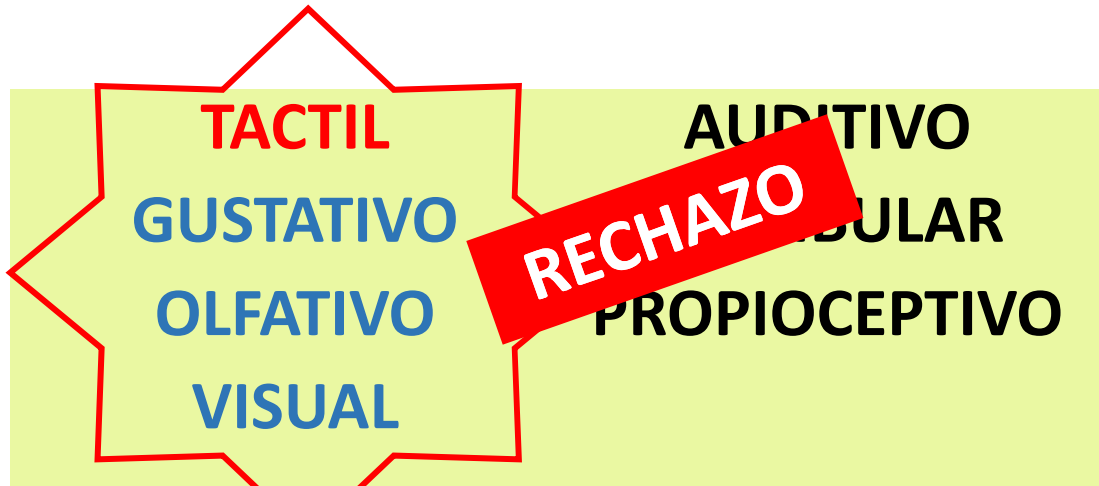 TACTIL
GUSTATIVO
OLFATIVO
VISUAL
AUDITIVO
PROPIOCEPTIVO
RECHAZO